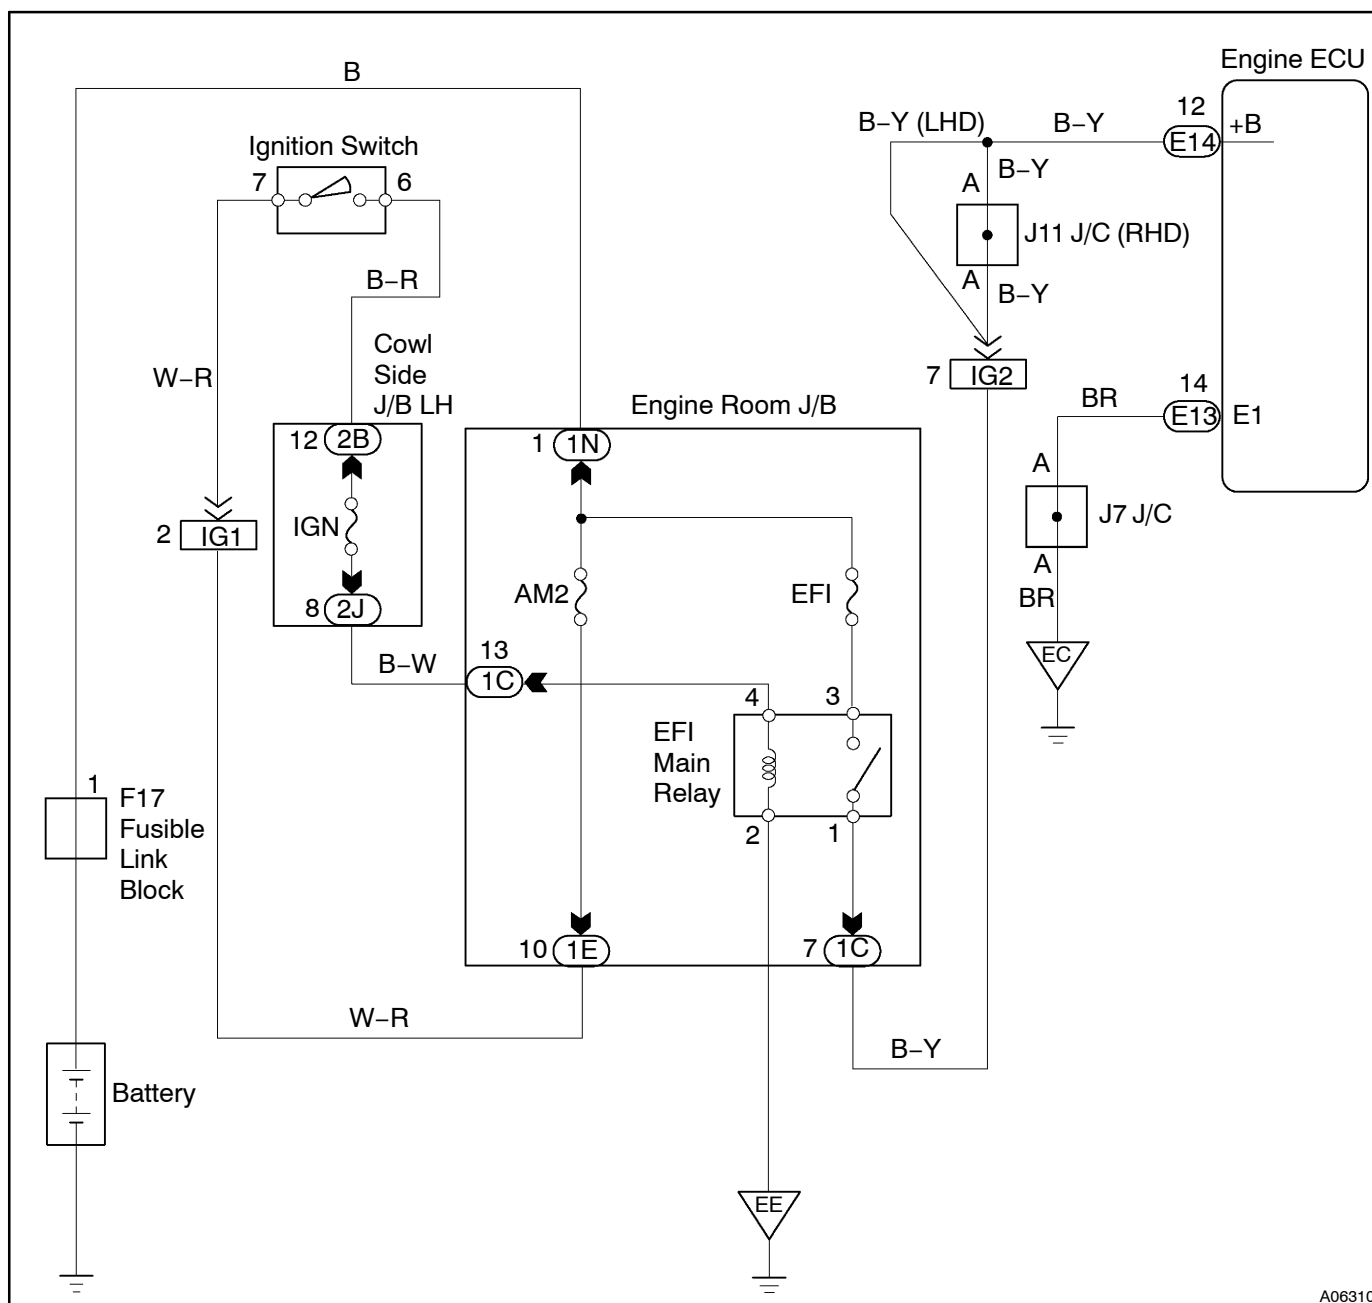 Engine ECU
B
12
B–Y (LHD)
B–Y
E14
+B
Ignition Switch
7
6
A
B–Y
J11 J/C (RHD)
A
B–Y
B–R
Cowl
Side
J/B LH
W–R
7
IG2
14
BR
E13
E1
Engine Room J/B
12
2B
1
1N
A
J7 J/C
A
BR
2
IG1
IGN
AM2
EFI
8
2J
13
B–W
1C
EC
4
3
EFI
Main
Relay
2
1
1
F17
Fusible
Link
Block
10
1E
7
1C
W–R
B–Y
Battery
EE
A06310